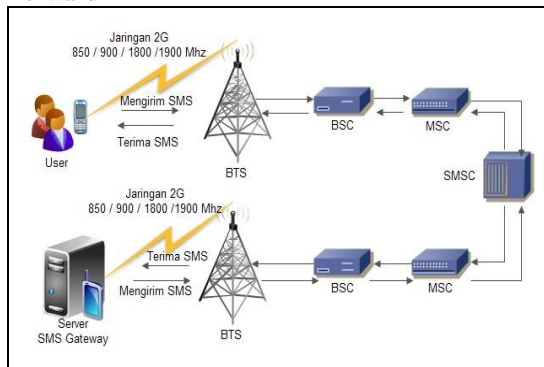 Jaringan 2G
850 / 900 / 1800 /1900 Mhz
Mengirim SMS
Terima SMS
User
BTS
BSC
MSC
SMSC
Jaringan 2G
850 / 900 / 1800 /1900 Mhz
Terima SMS
Mengirim SMS
Server
SMS Gateway
BTS
BSC
MSC